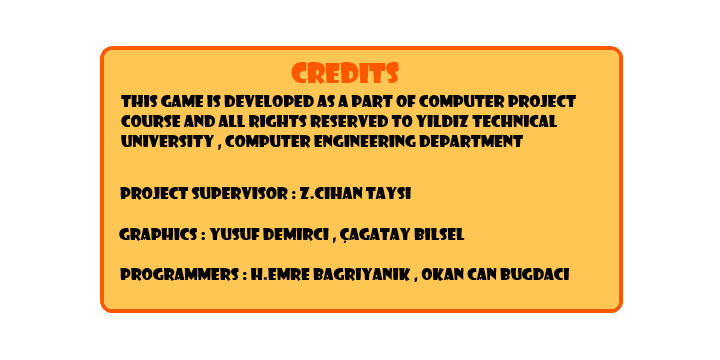 CREDITS
THIS GAME IS DEVELOPED AS A PART OF COMPUTER PROJECT
COURSE AND ALL RIGHTS RESERVED TO YILDIZ TECHNICAL
UNIVERSITY , COMPUTER ENGINEERING DEPARTMENT
PROJECT SUPERVISOR : Z.CIHAN TAYSI
GRAPHICS : YUSUF DEMIRCI , ÇAGATAY BILSEL
PROGRAMMERS : H.EMRE BAGRIYANIK , OKAN CAN BUGDACI